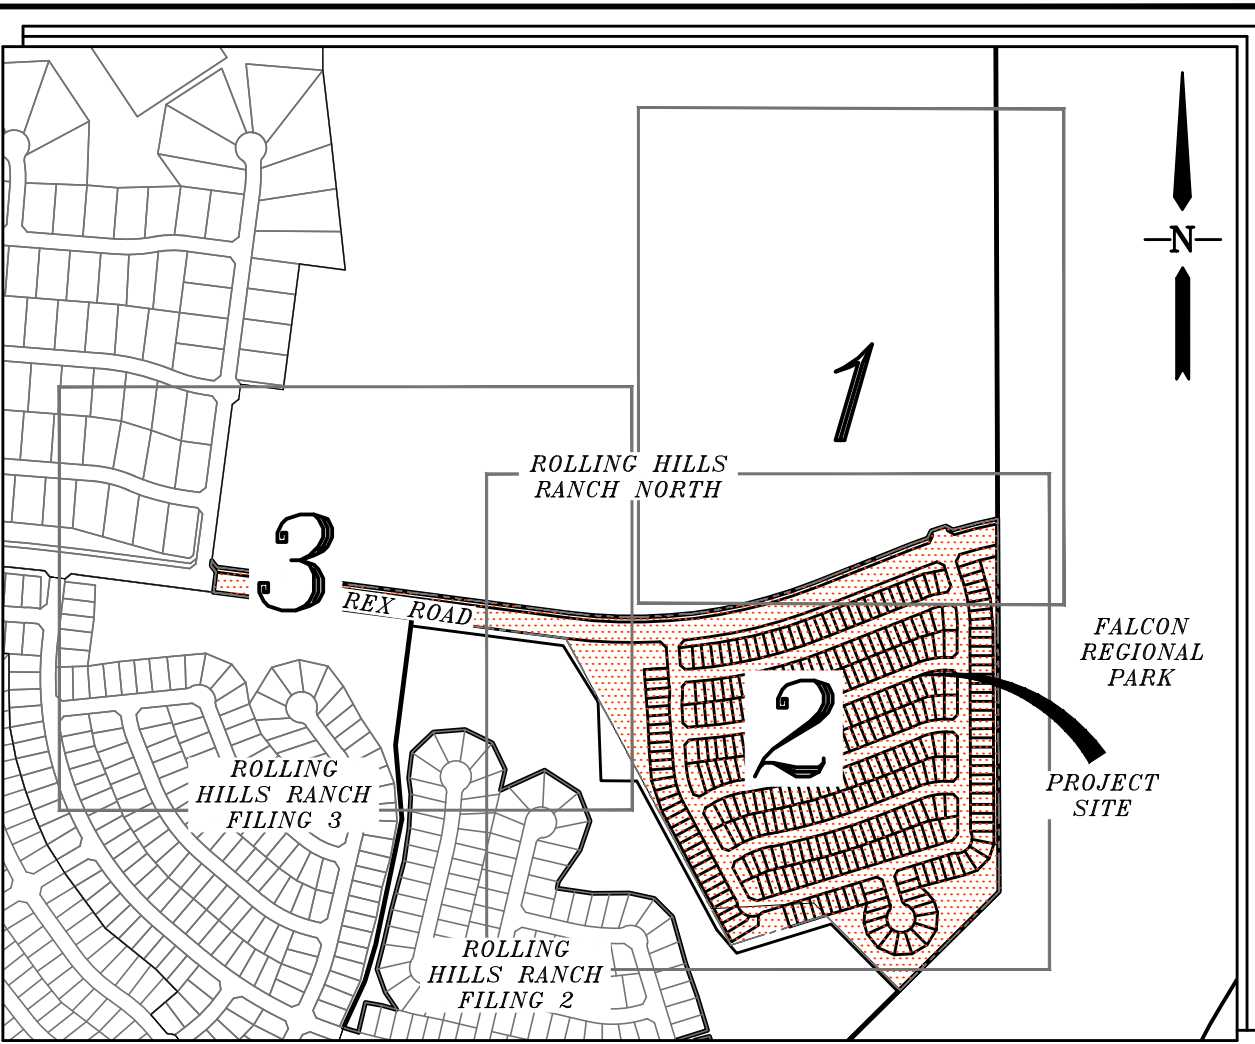 N
1
ROLLING HILLS
RANCH NORTH
3
REX ROAD
FALCON
REGIONAL
PARK
2
PROJECT
SITE
ROLLING
HILLS RANCH
FILING 3
ROLLING
HILLS RANCH
FILING 2